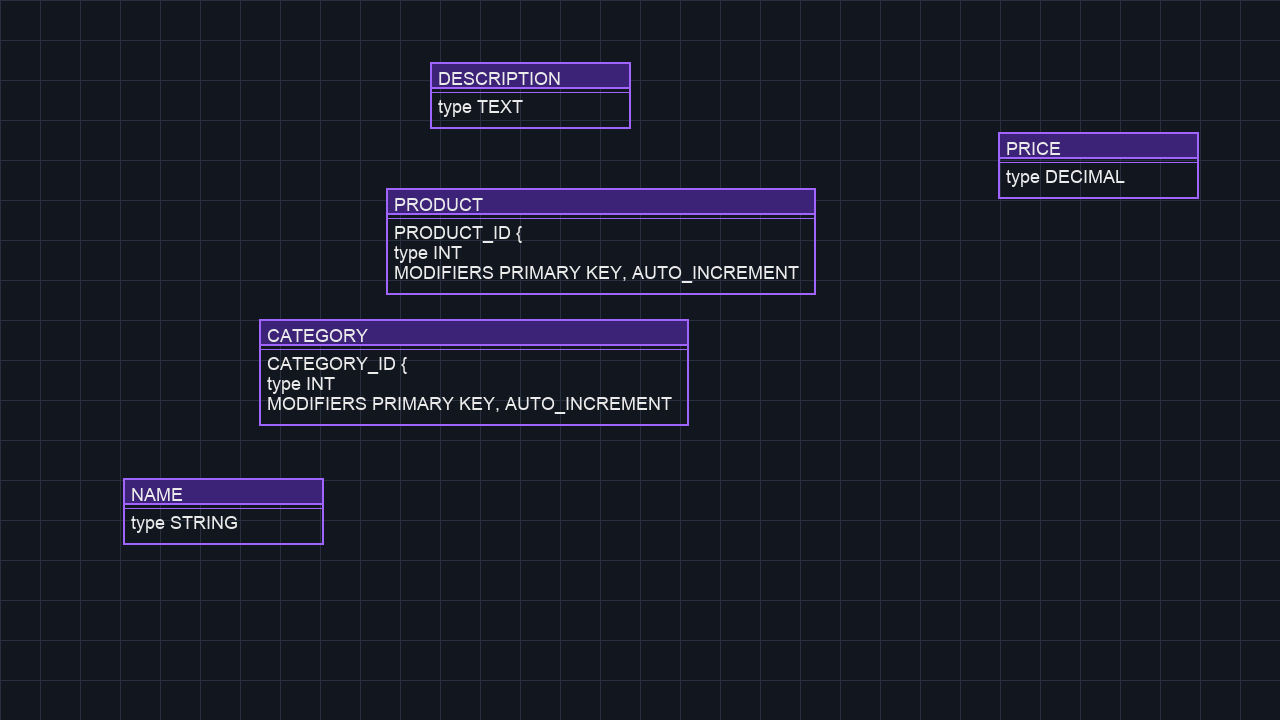 DESCRIPTION
type TEXT
PRICE
type DECIMAL
PRODUCT
PRODUCT_ID {
type INT
MODIFIERS PRIMARY KEY, AUTO_INCREMENT
CATEGORY
CATEGORY_ID {
type INT
MODIFIERS PRIMARY KEY, AUTO_INCREMENT
NAME
type STRING